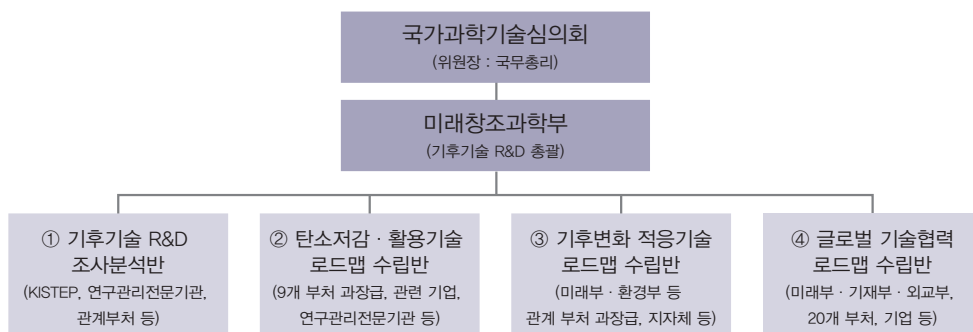 국가과학기술심의회
(위원장 : 국무총리)
미래창조과학부
(기후기술 R&D 총괄)
① 기후기술 R&D
조사분석반
(KISTEP, 연구관리전문기관,
관계부처 등)
② 탄소저감 · 활용기술
로드맵 수립반
(9개 부처 과장급, 관련 기업,
연구관리전문기관 등)
③ 기후변화 적응기술
로드맵 수립반
(미래부 · 환경부 등
관계 부처 과장급, 지자체 등)
④ 글로벌 기술협력
로드맵 수립반
(미래부 · 기재부 · 외교부,
20개 부처, 기업 등)